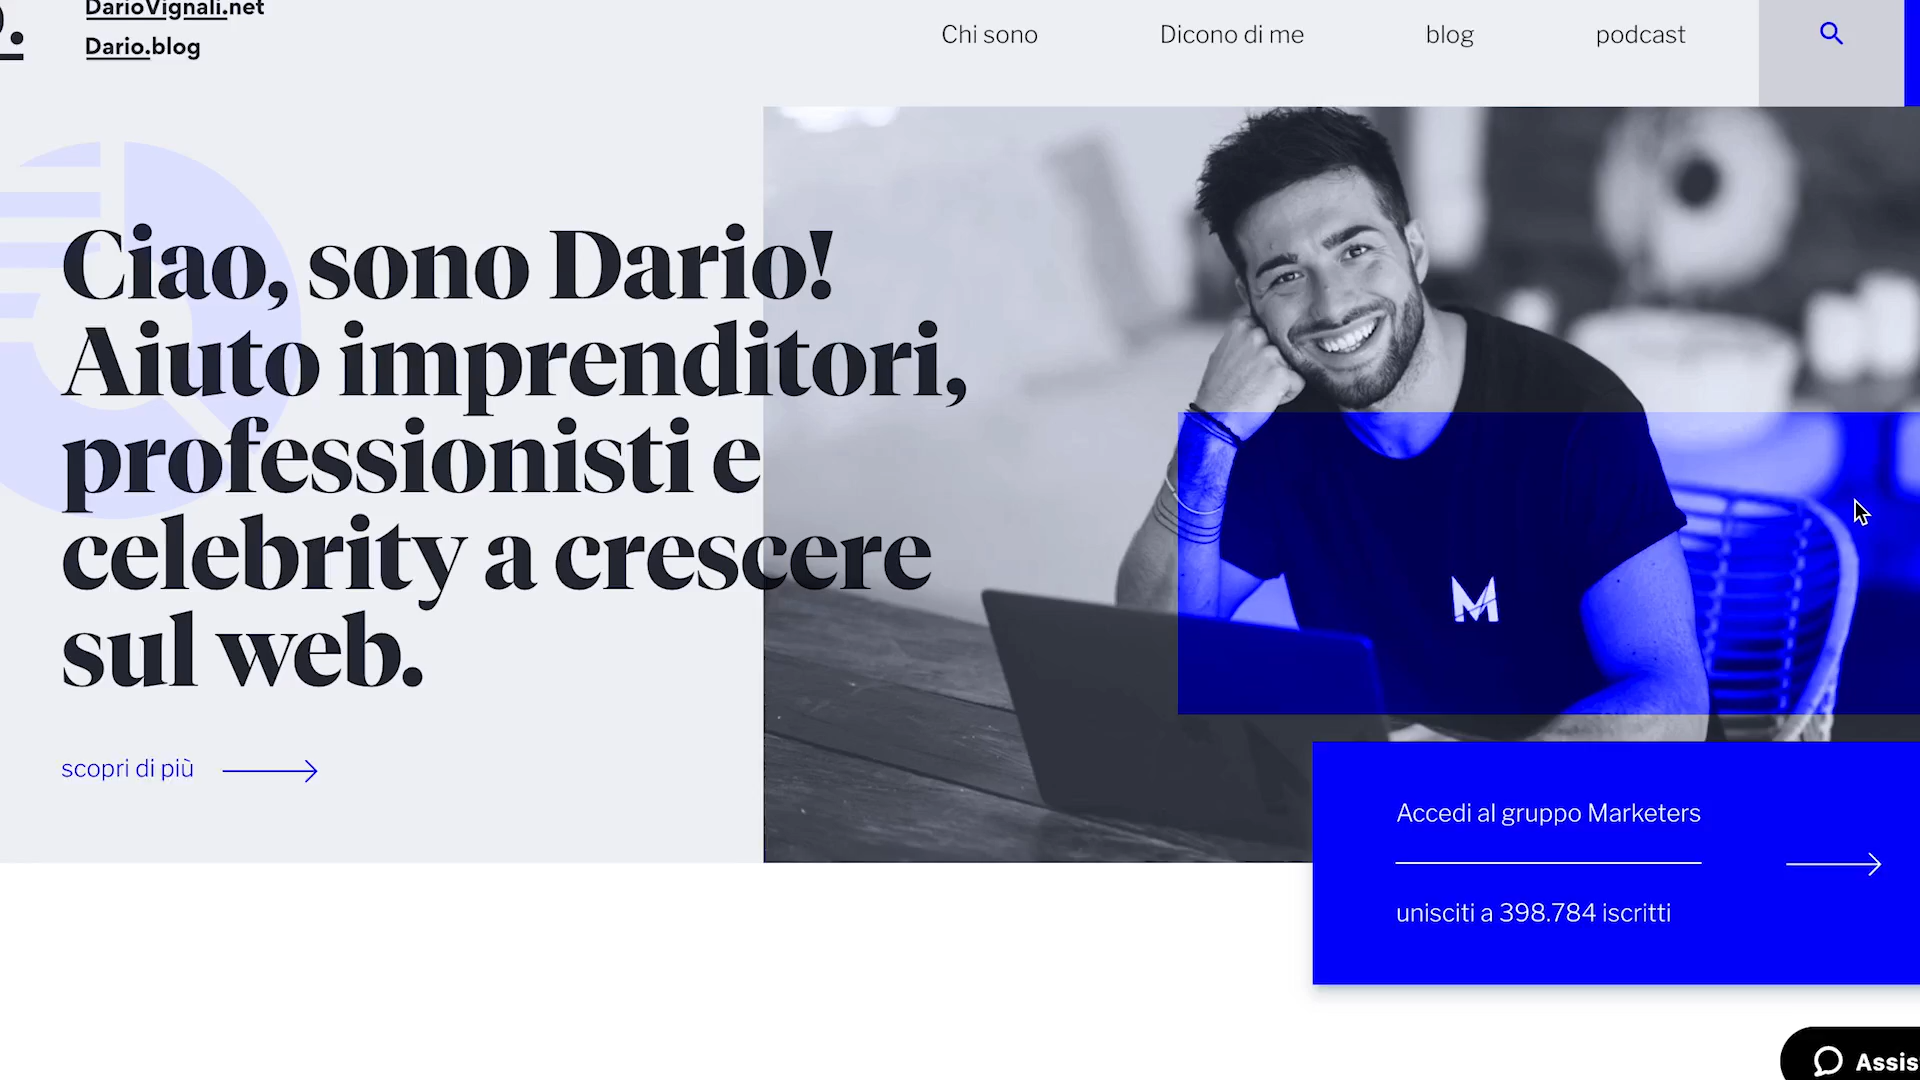 DarioVignali.net
Dario.blog
Chi sono
Dicono di me
blog
podcast
Ciao, sono Dario!
Aiuto imprenditori,
professionisti e
celebrity a crescere
sul web.
scopri di più
M
Accedi al gruppo Marketers
unisciti a 398.784 iscritti